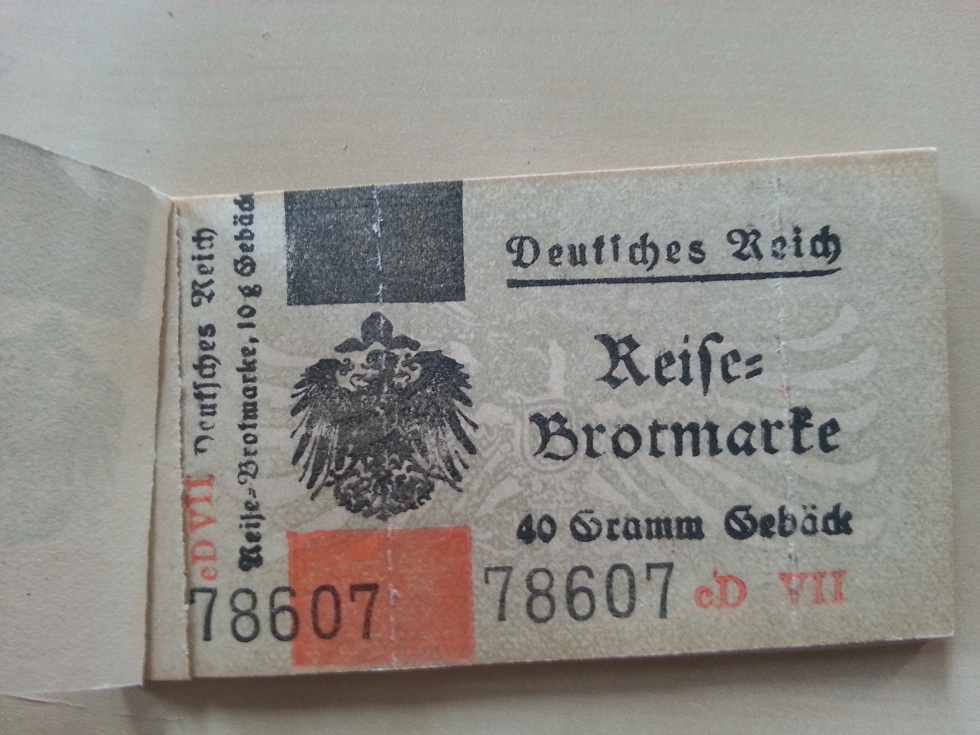 Deutsches Reich
Reise-Brotmarke, 10 g Gebäck
cD VII
78607
Deutsches Reich
Reise-
Brotmarke
40 Gramm Gebäck
78607 cD VII